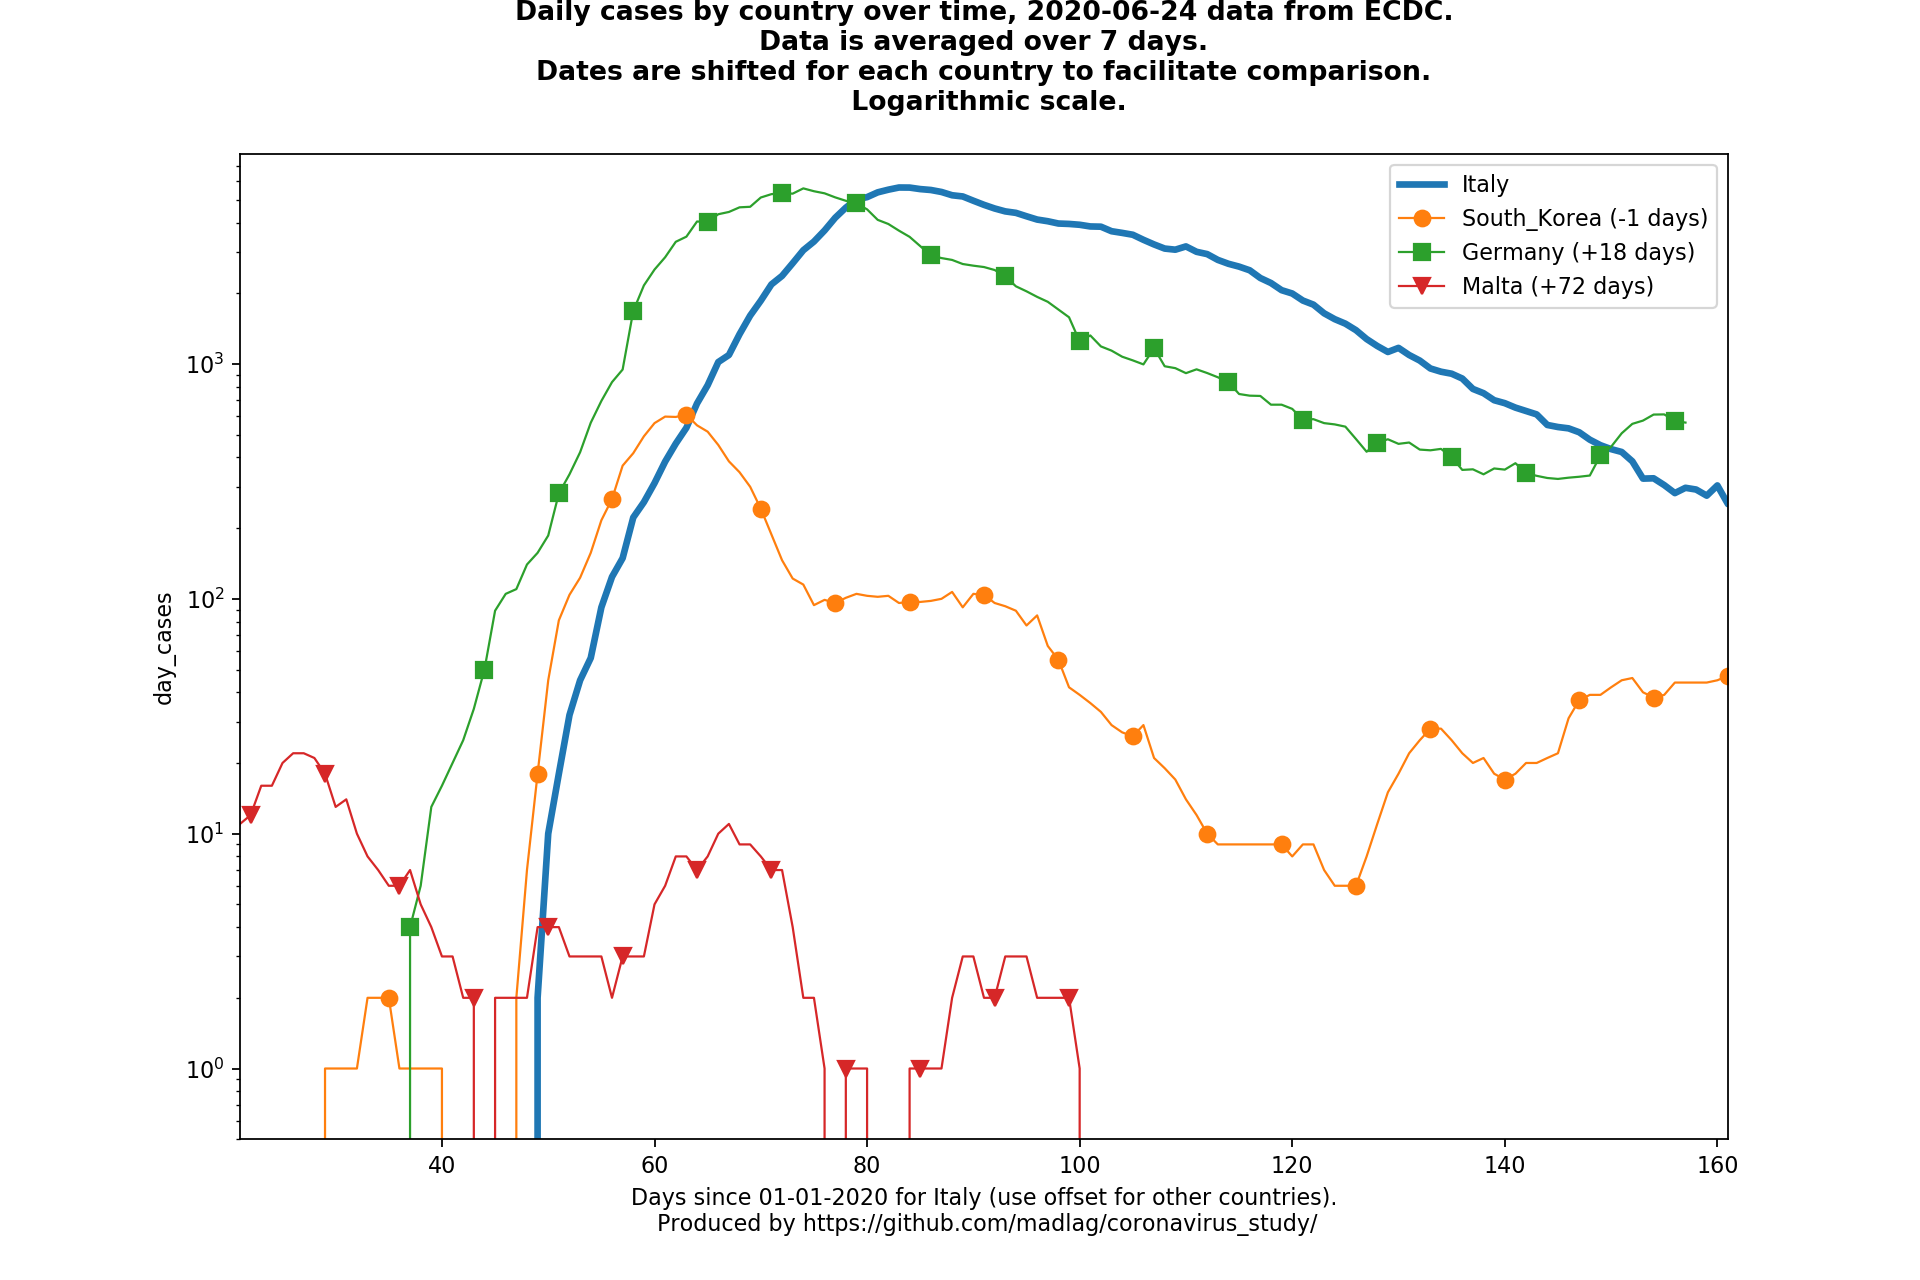 Daily cases by country over time, 2020-06-24 data from ECDC.
Data is averaged over 7 days.
Dates are shifted for each country to facilitate comparison.
Logarithmic scale.
Italy
South_Korea (-1 days)
Germany (+18 days)
Malta (+72 days)
day_cases
10³
10²
10¹
10⁰
40
60
80
100
120
140
160
Days since 01-01-2020 for Italy (use offset for other countries).
Produced by https://github.com/madlag/coronavirus_study/